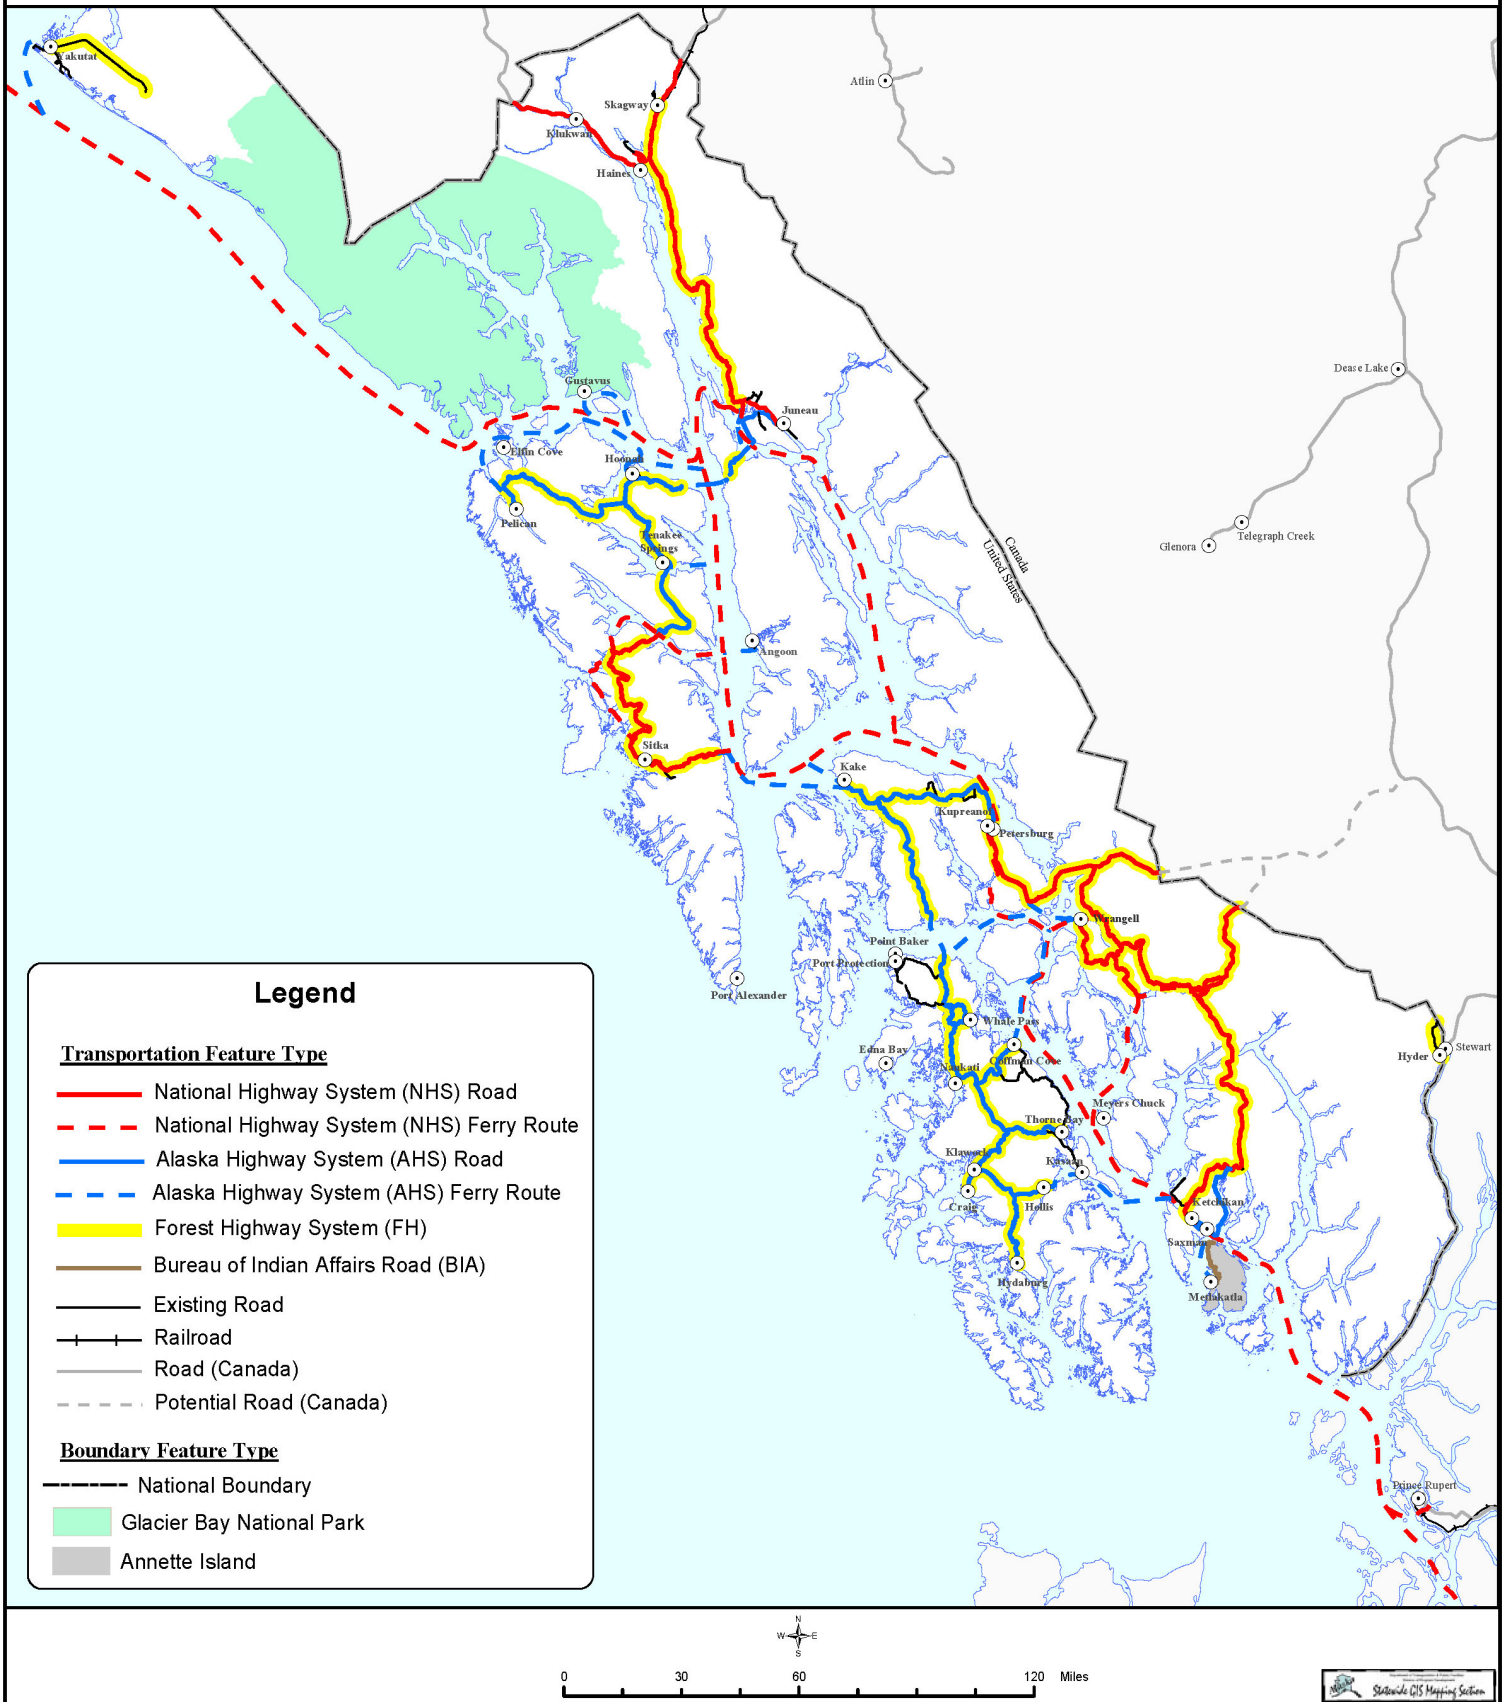 Yakutat
Atlin
Skagway
Klukwan
Haines
Dease Lake
Gustavus
Juneau
Elfin Cove
Hoonah
Pelican
Tenakee
Springs
Telegraph Creek
Glenora
Canada
United States
Angoon
Sitka
Kake
Kupreanof
Petersburg
Wrangell
Point Baker
Port Protection
Port Alexander
Whale Pass
Edna Bay
Coffman Cove
Naukati
Hyder
Stewart
Meyers Chuck
Thorne Bay
Klawock
Kasaan
Craig
Hollis
Ketchikan
Saxman
Hydaburg
Metlakatla
Prince Rupert
Legend
Transportation Feature Type
National Highway System (NHS) Road
National Highway System (NHS) Ferry Route
Alaska Highway System (AHS) Road
Alaska Highway System (AHS) Ferry Route
Forest Highway System (FH)
Bureau of Indian Affairs Road (BIA)
Existing Road
Railroad
Road (Canada)
Potential Road (Canada)
Boundary Feature Type
National Boundary
Glacier Bay National Park
Annette Island
N
W E
S
0 30 60 120 Miles
Statewide GIS Mapping Section